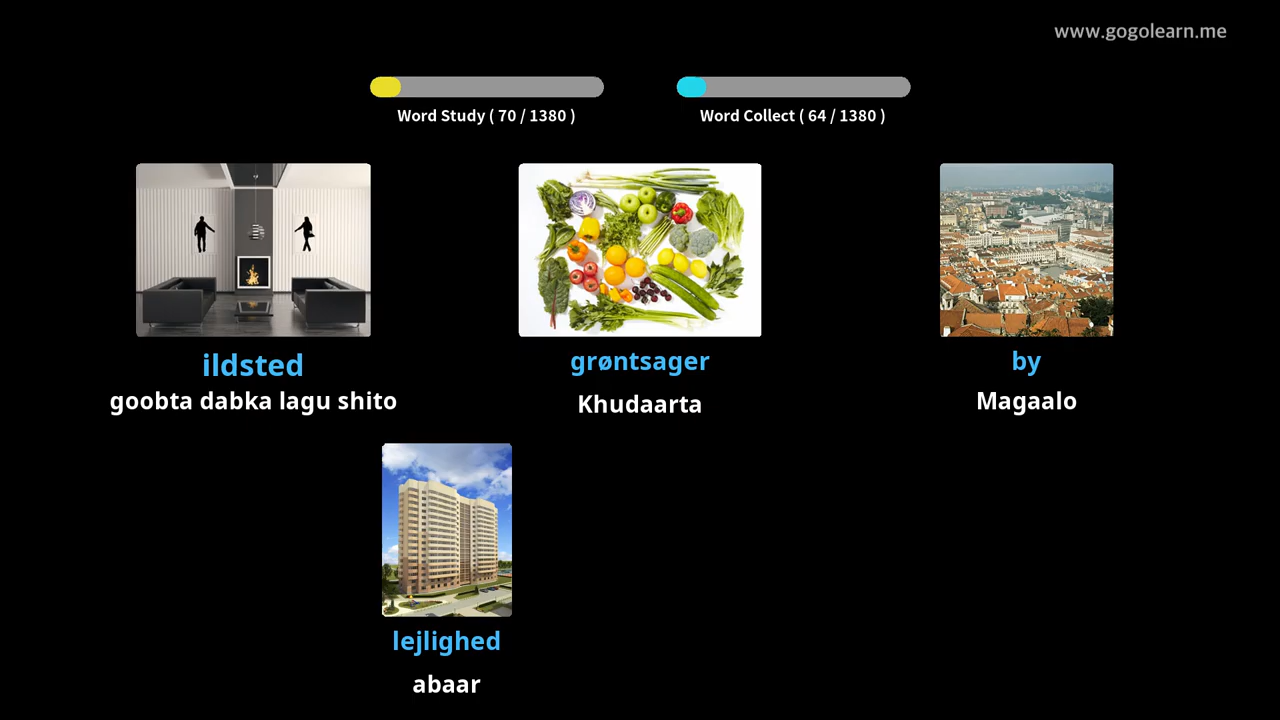 www.gogolearn.me
Word Study ( 70 / 1380 )
Word Collect ( 64 / 1380 )
ildsted
goobta dabka lagu shito
grøntsager
Khudaarta
by
Magaalo
lejlighed
abaar